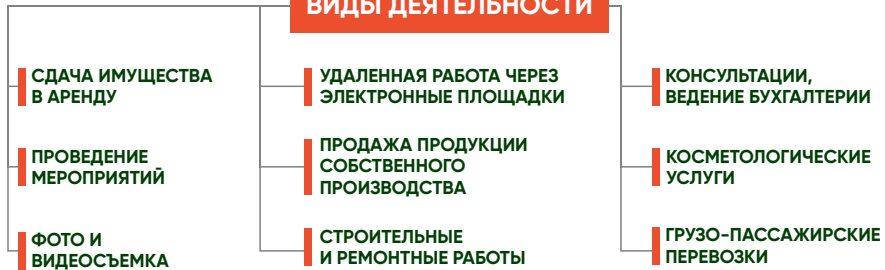 ВИДЫ ДЕЯТЕЛЬНОСТИ
СДАЧА ИМУЩЕСТВА
В АРЕНДУ
ПРОВЕДЕНИЕ
МЕРОПРИЯТИЙ
ФОТО И
ВИДЕОСЪЕМКА
УДАЛЕННАЯ РАБОТА ЧЕРЕЗ
ЭЛЕКТРОННЫЕ ПЛОЩАДКИ
ПРОДАЖА ПРОДУКЦИИ
СОБСТВЕННОГО
ПРОИЗВОДСТВА
СТРОИТЕЛЬНЫЕ
И РЕМОНТНЫЕ РАБОТЫ
КОНСУЛЬТАЦИИ,
ВЕДЕНИЕ БУХГАЛТЕРИИ
КОСМЕТОЛОГИЧЕСКИЕ
УСЛУГИ
ГРУЗО-ПАССАЖИРСКИЕ
ПЕРЕВОЗКИ